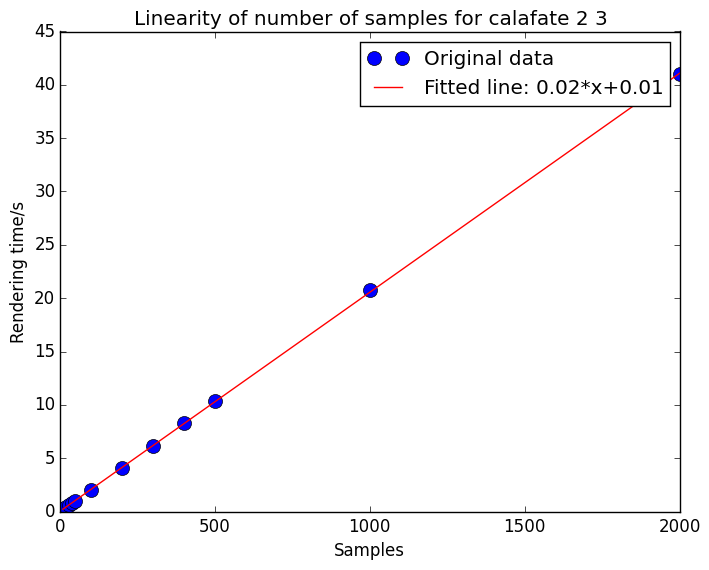 Linearity of number of samples for calafate 2 3
Original data
Fitted line: 0.02*x+0.01
45
40
35
30
25
20
15
10
5
0
Rendering time/s
0 500 1000 1500 2000
Samples